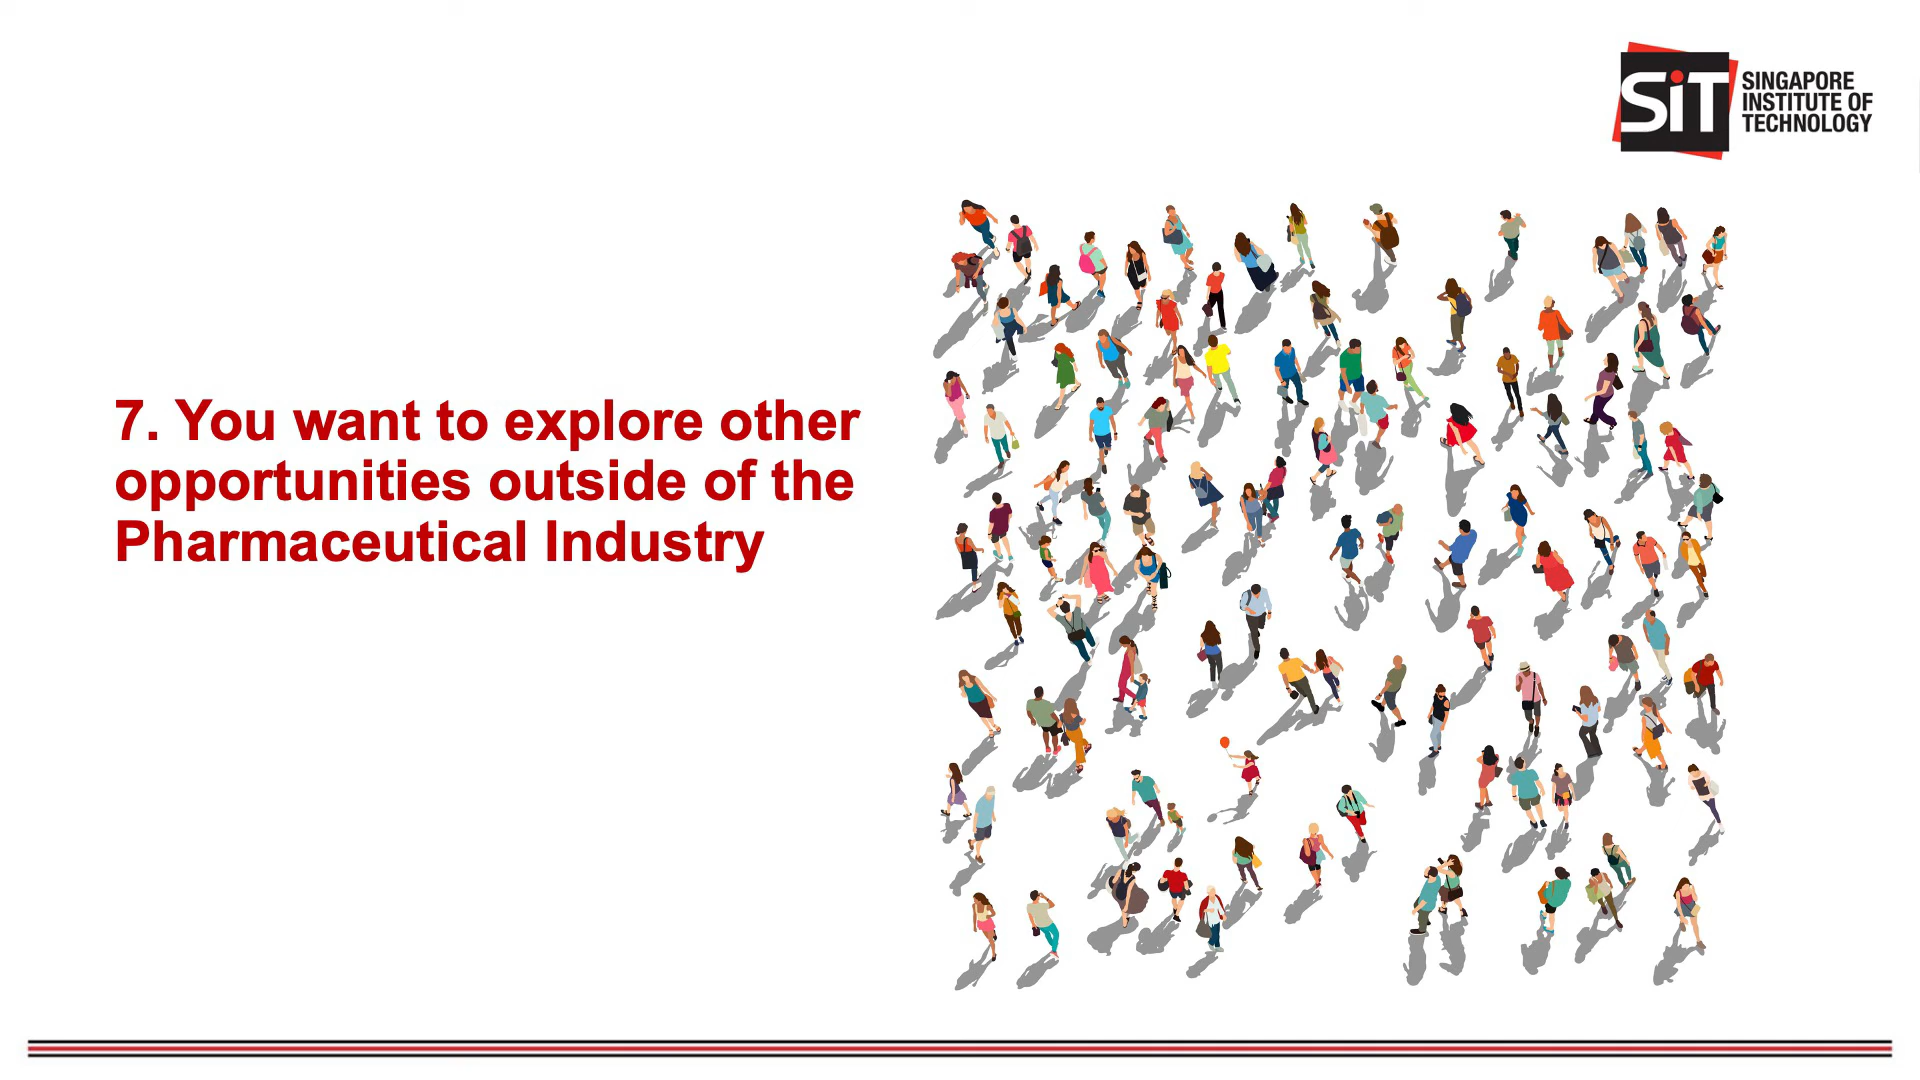 SiT
SINGAPORE
INSTITUTE OF
TECHNOLOGY
7. You want to explore other
opportunities outside of the
Pharmaceutical Industry